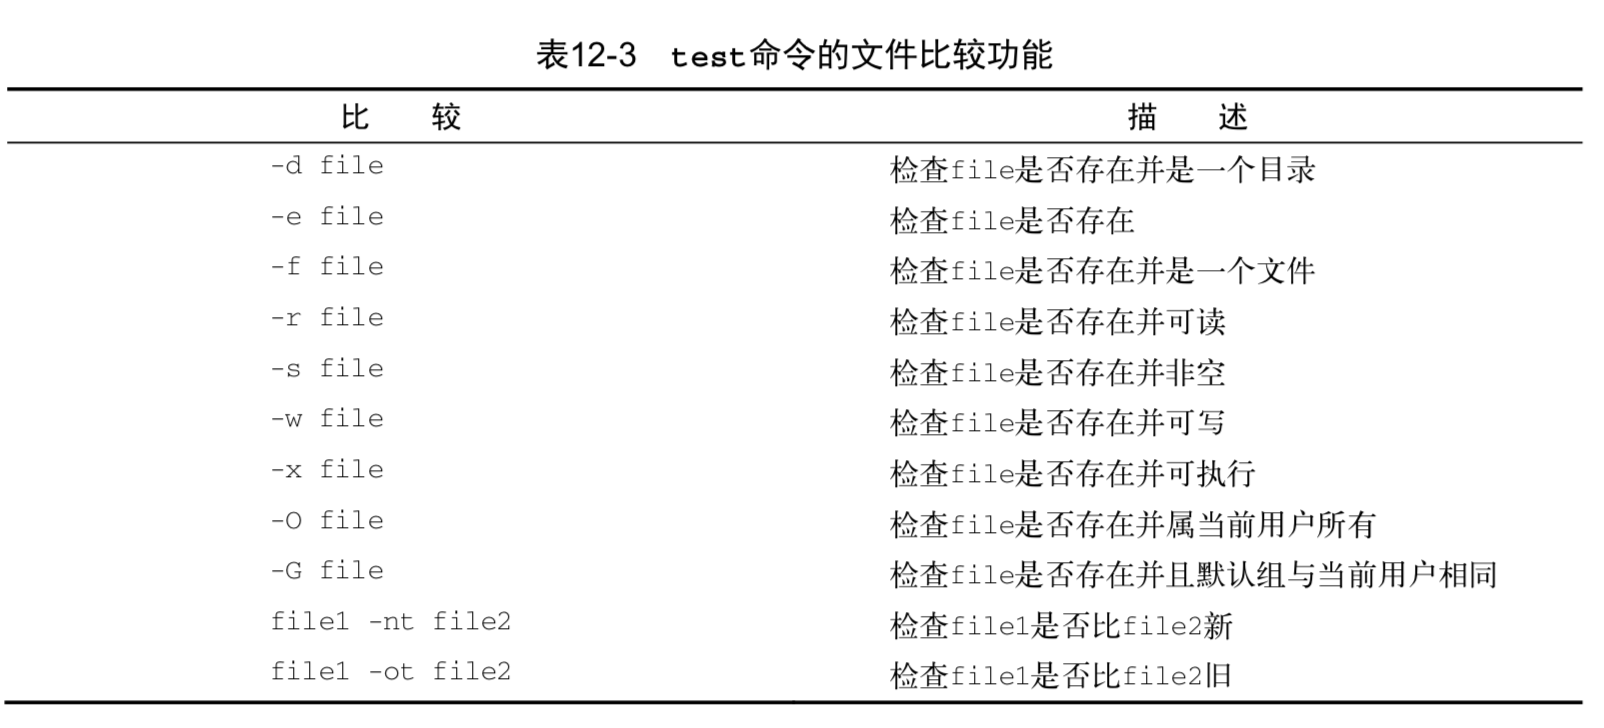 表12-3 test命令的文件比较功能
比 较 描 述
-d file 检查file是否存在并是一个目录
-e file 检查file是否存在
-f file 检查file是否存在并是一个文件
-r file 检查file是否存在并可读
-s file 检查file是否存在并非空
-w file 检查file是否存在并可写
-x file 检查file是否存在并可执行
-O file 检查file是否存在并属当前用户所有
-G file 检查file是否存在并且默认组与当前用户相同
file1 -nt file2 检查file1是否比file2新
file1 -ot file2 检查file1是否比file2旧